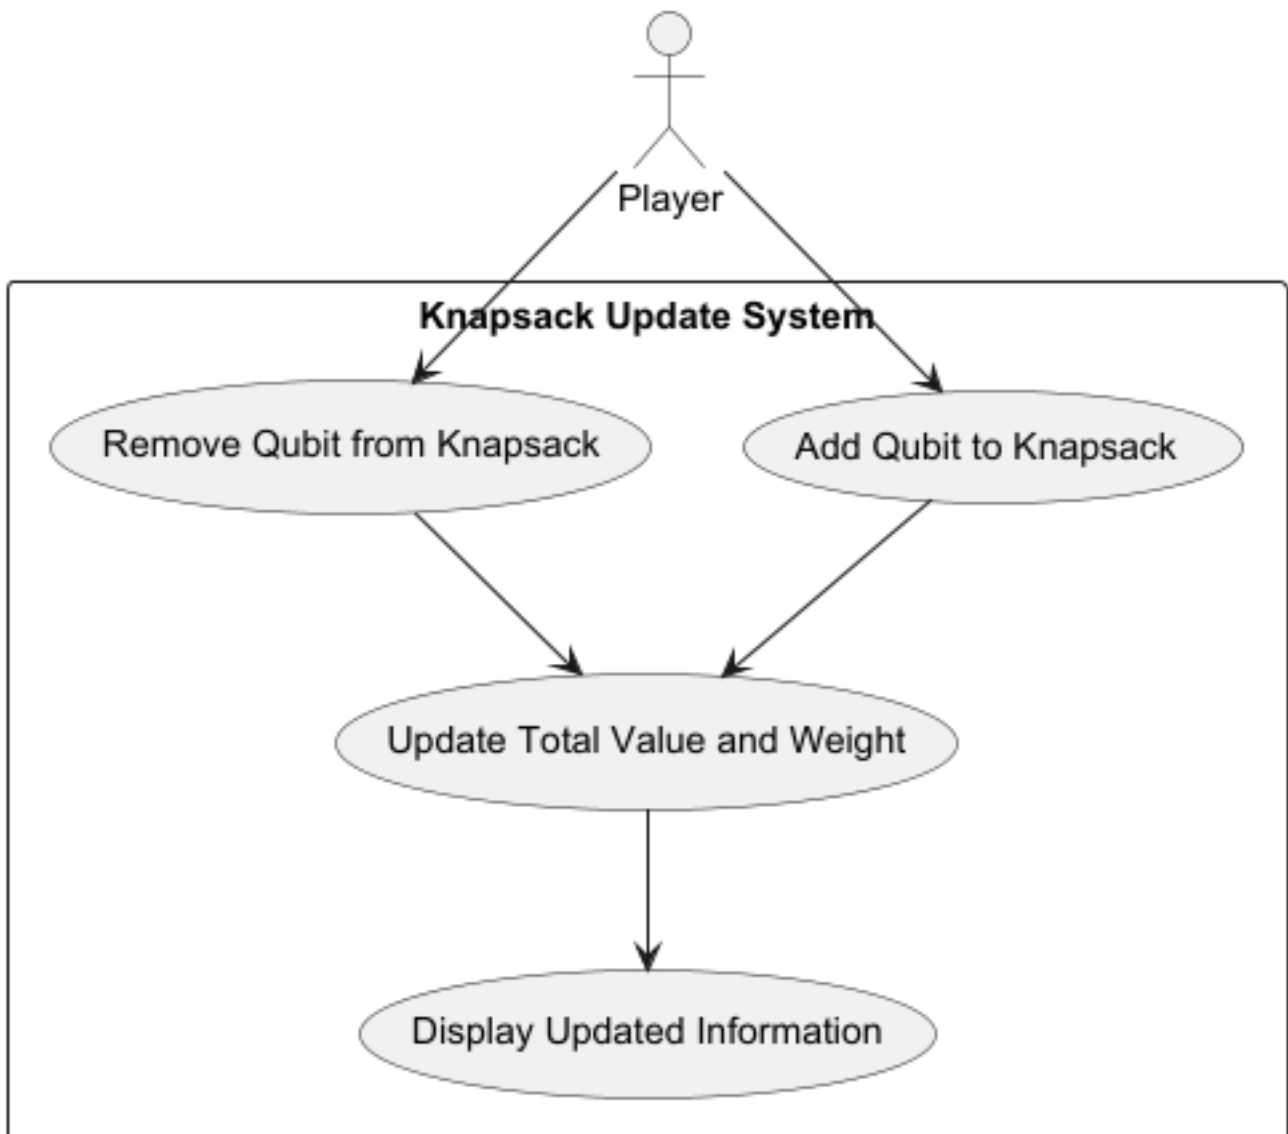 Player
Knapsack Update System
Remove Qubit from Knapsack
Add Qubit to Knapsack
Update Total Value and Weight
Display Updated Information